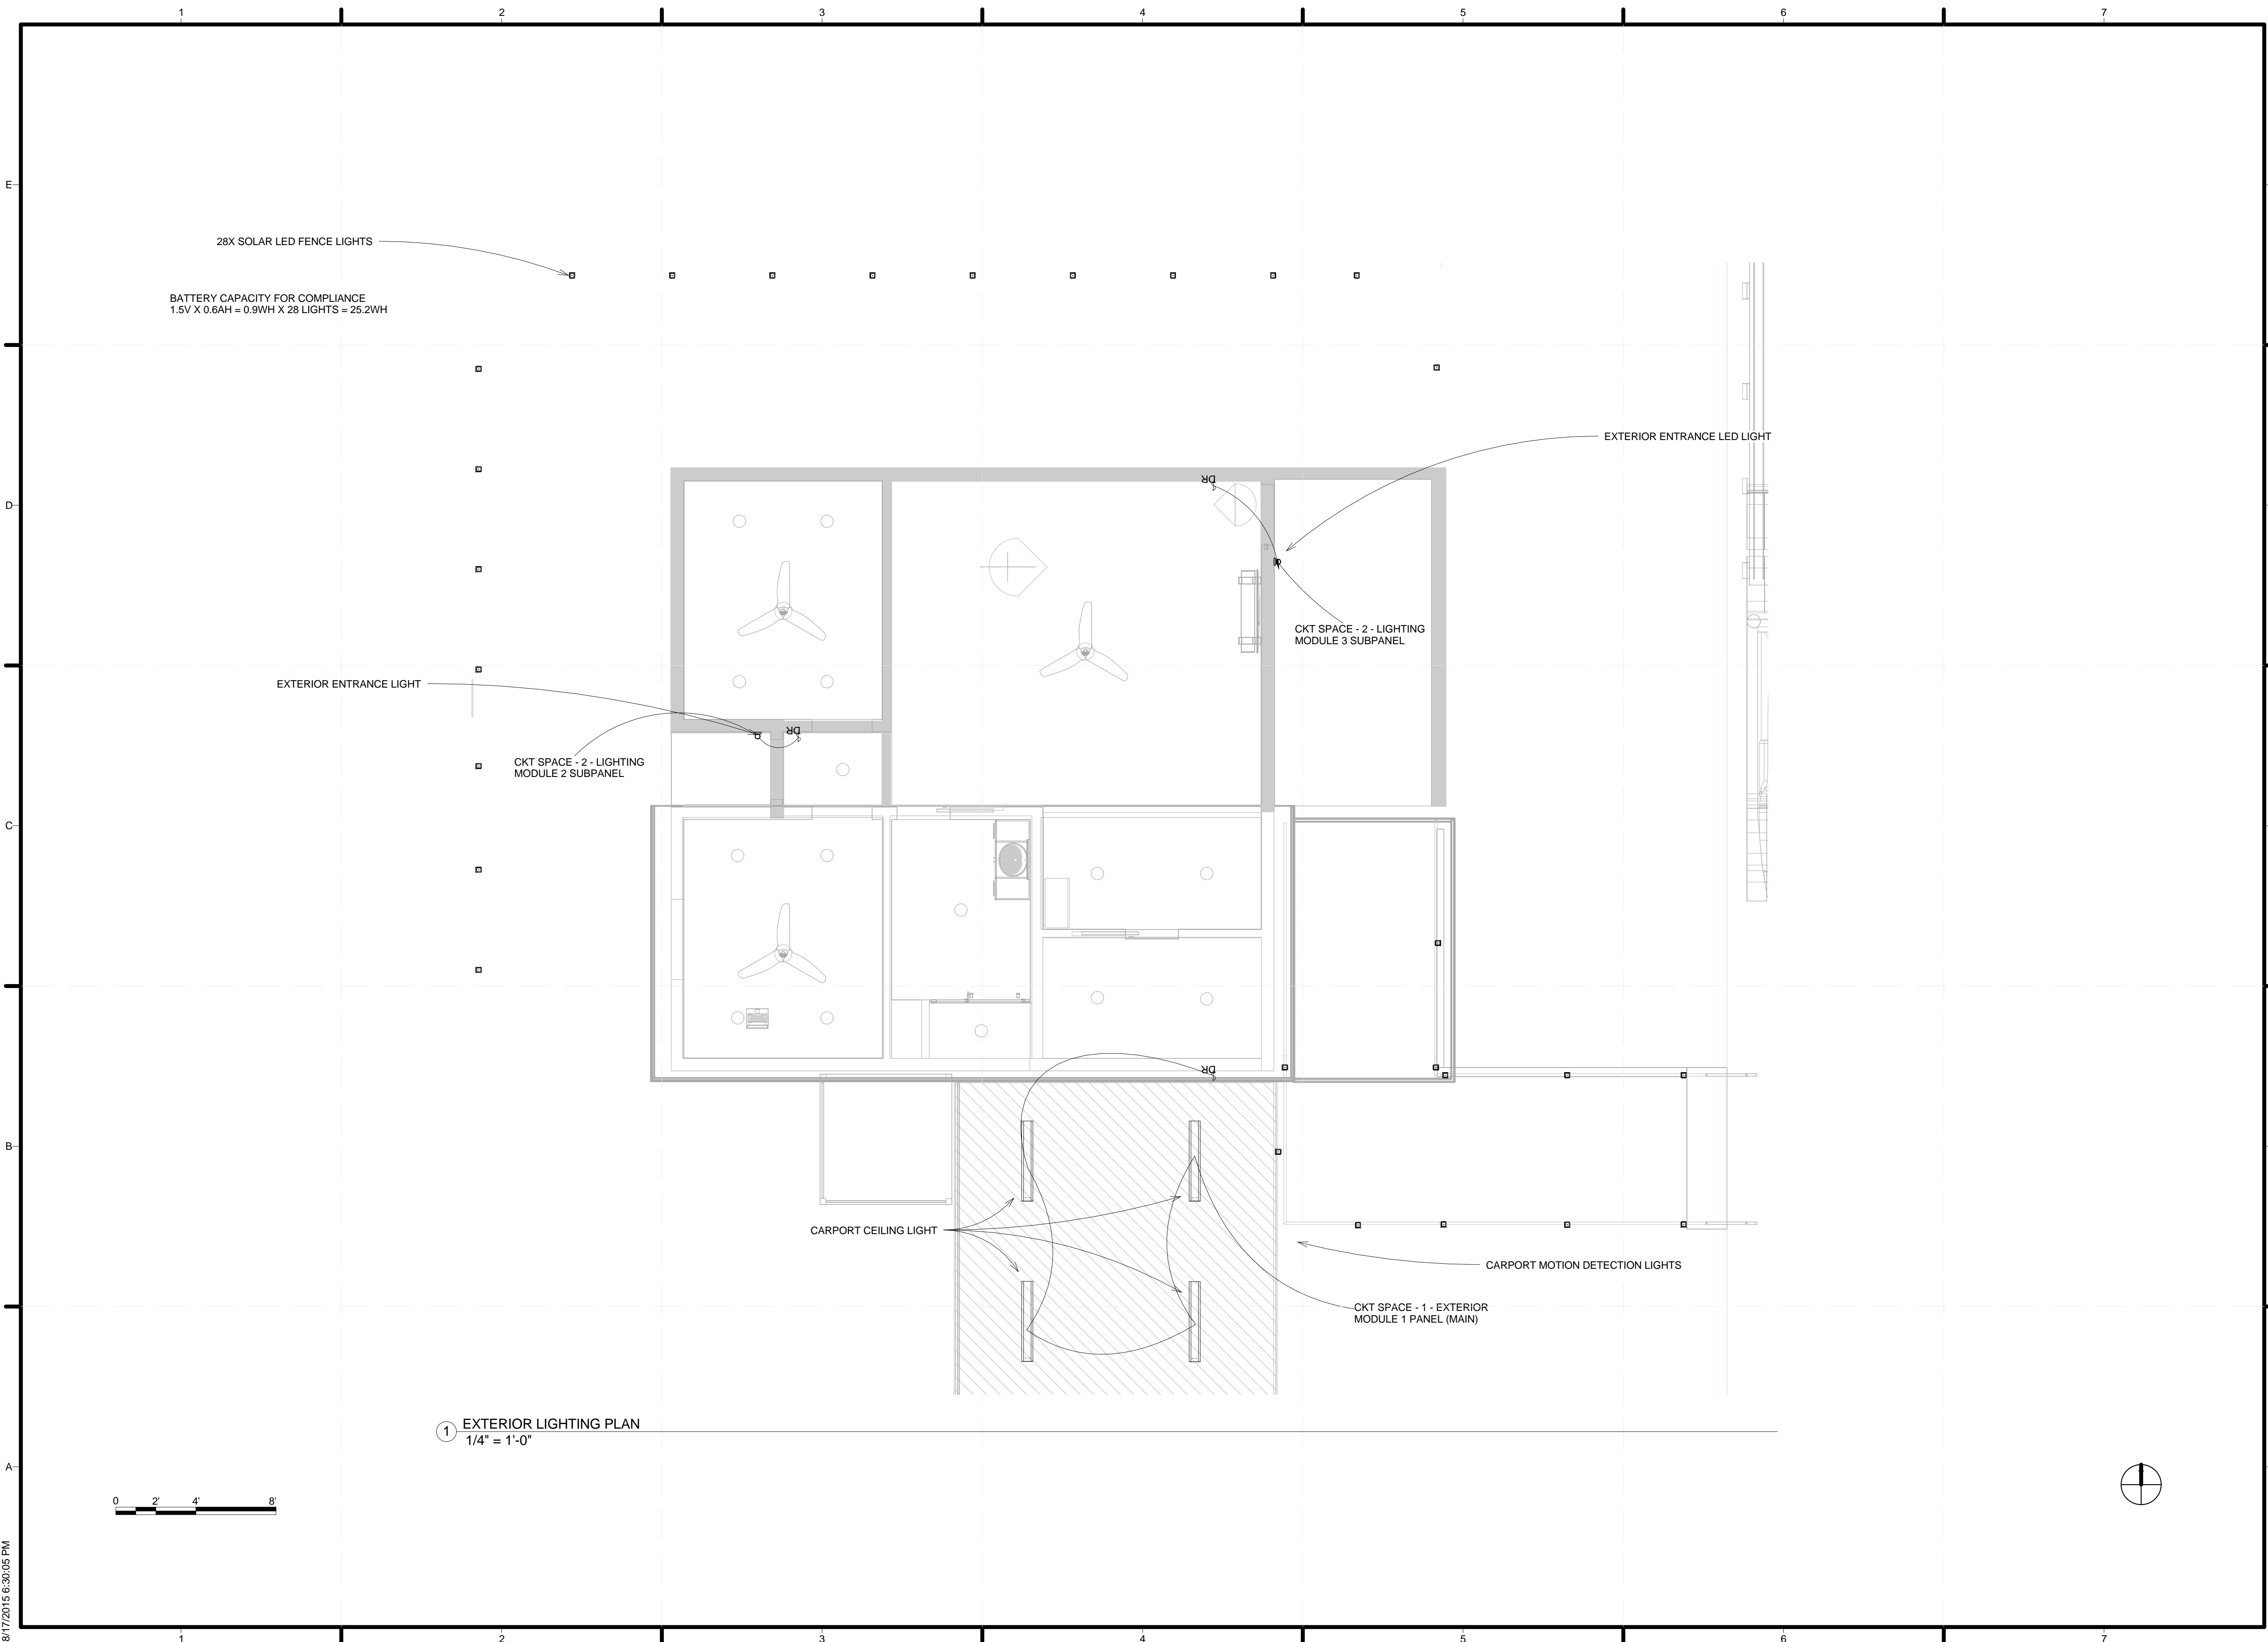 1 2 3 4 5 6 7
E
28X SOLAR LED FENCE LIGHTS
BATTERY CAPACITY FOR COMPLIANCE
1.5V X 0.6AH = 0.9WH X 28 LIGHTS = 25.2WH
EXTERIOR ENTRANCE LED LIGHT
DR
D
CKT SPACE - 2 - LIGHTING
MODULE 3 SUBPANEL
EXTERIOR ENTRANCE LIGHT
DR
CKT SPACE - 2 - LIGHTING
MODULE 2 SUBPANEL
C
DR
B
CARPORT CEILING LIGHT
CARPORT MOTION DETECTION LIGHTS
CKT SPACE - 1 - EXTERIOR
MODULE 1 PANEL (MAIN)
1 EXTERIOR LIGHTING PLAN
1/4" = 1'-0"
A
0 2' 4' 8'
8/17/2015 6:30:05 PM
1 2 3 4 5 6 7